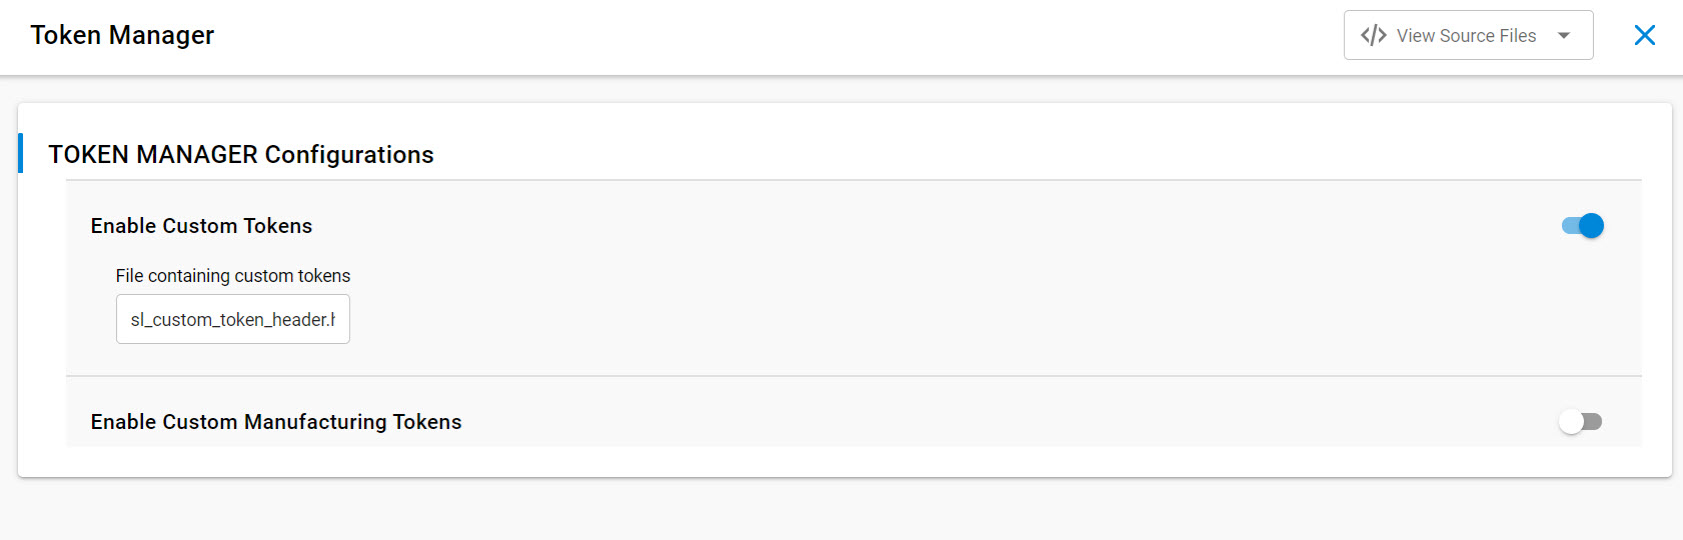 Token Manager
</> View Source Files
TOKEN MANAGER Configurations
Enable Custom Tokens
File containing custom tokens
sl_custom_token_header.h
Enable Custom Manufacturing Tokens